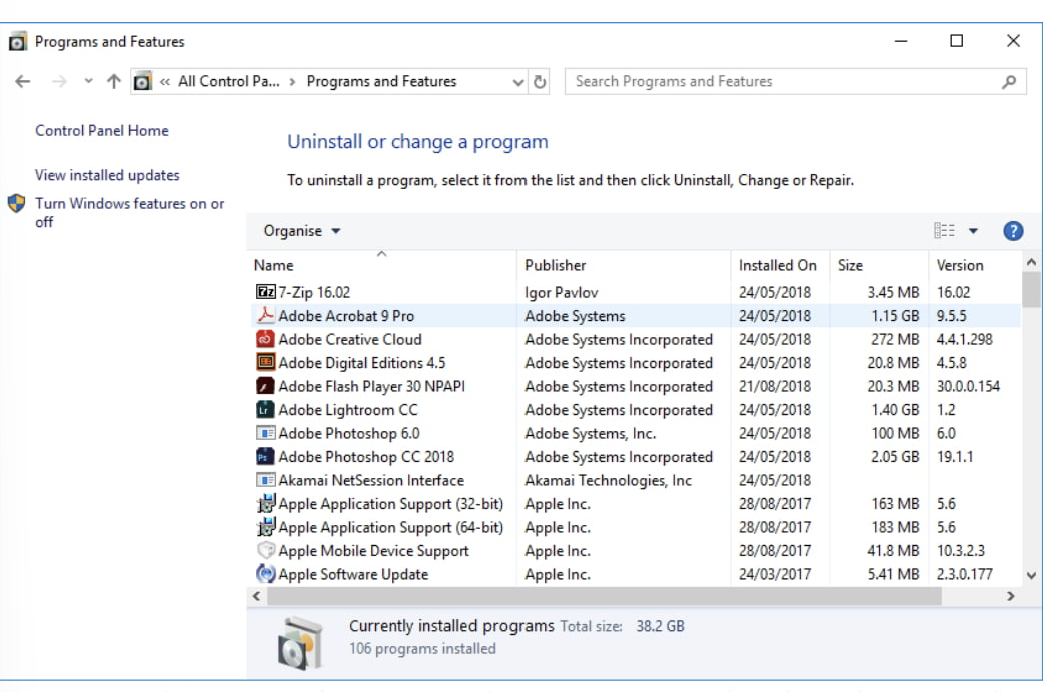 Programs and Features
« All Control Pa... › Programs and Features
Search Programs and Features
Control Panel Home
View installed updates
Turn Windows features on or
off
Uninstall or change a program
To uninstall a program, select it from the list and then click Uninstall, Change or Repair.
Organise
Name Publisher Installed On Size Version
7-Zip 16.02 Igor Pavlov 24/05/2018 3.45 MB 16.02
Adobe Acrobat 9 Pro Adobe Systems 24/05/2018 1.15 GB 9.5.5
Adobe Creative Cloud Adobe Systems Incorporated 24/05/2018 272 MB 4.4.1.298
Adobe Digital Editions 4.5 Adobe Systems Incorporated 24/05/2018 20.8 MB 4.5.8
Adobe Flash Player 30 NPAPI Adobe Systems Incorporated 21/08/2018 20.3 MB 30.0.0.154
Adobe Lightroom CC Adobe Systems Incorporated 24/05/2018 1.40 GB 1.2
Adobe Photoshop 6.0 Adobe Systems, Inc. 24/05/2018 100 MB 6.0
Adobe Photoshop CC 2018 Adobe Systems Incorporated 24/05/2018 2.05 GB 19.1.1
Akamai NetSession Interface Akamai Technologies, Inc 24/05/2018
Apple Application Support (32-bit) Apple Inc. 28/08/2017 163 MB 5.6
Apple Application Support (64-bit) Apple Inc. 28/08/2017 183 MB 5.6
Apple Mobile Device Support Apple Inc. 28/08/2017 41.8 MB 10.3.2.3
Apple Software Update Apple Inc. 24/03/2017 5.41 MB 2.3.0.177
Currently installed programs Total size: 38.2 GB
106 programs installed